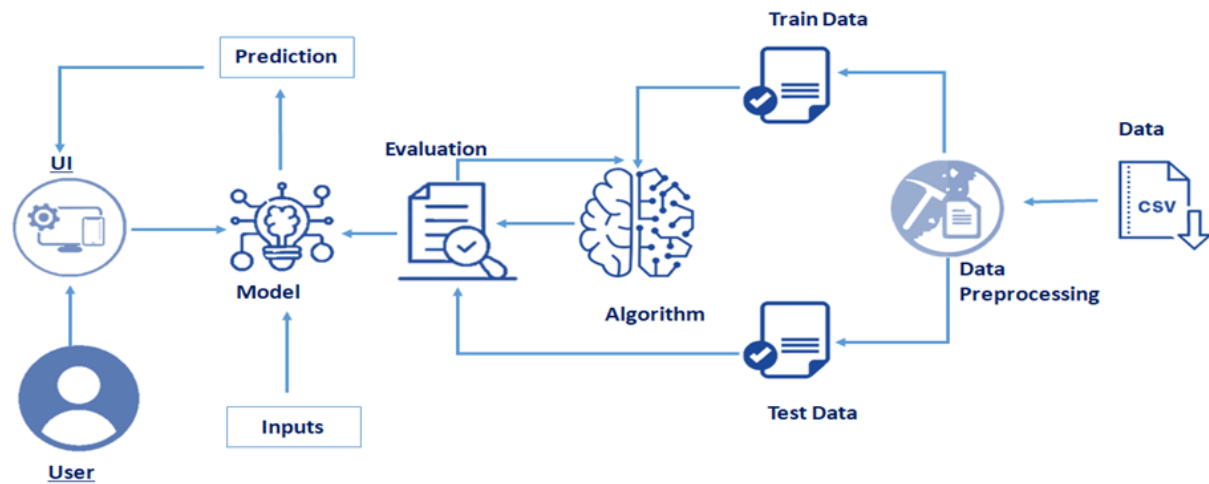 Train Data
Prediction
Data
Evaluation
UI
CSV
Data
Preprocessing
Model
Algorithm
Test Data
Inputs
User